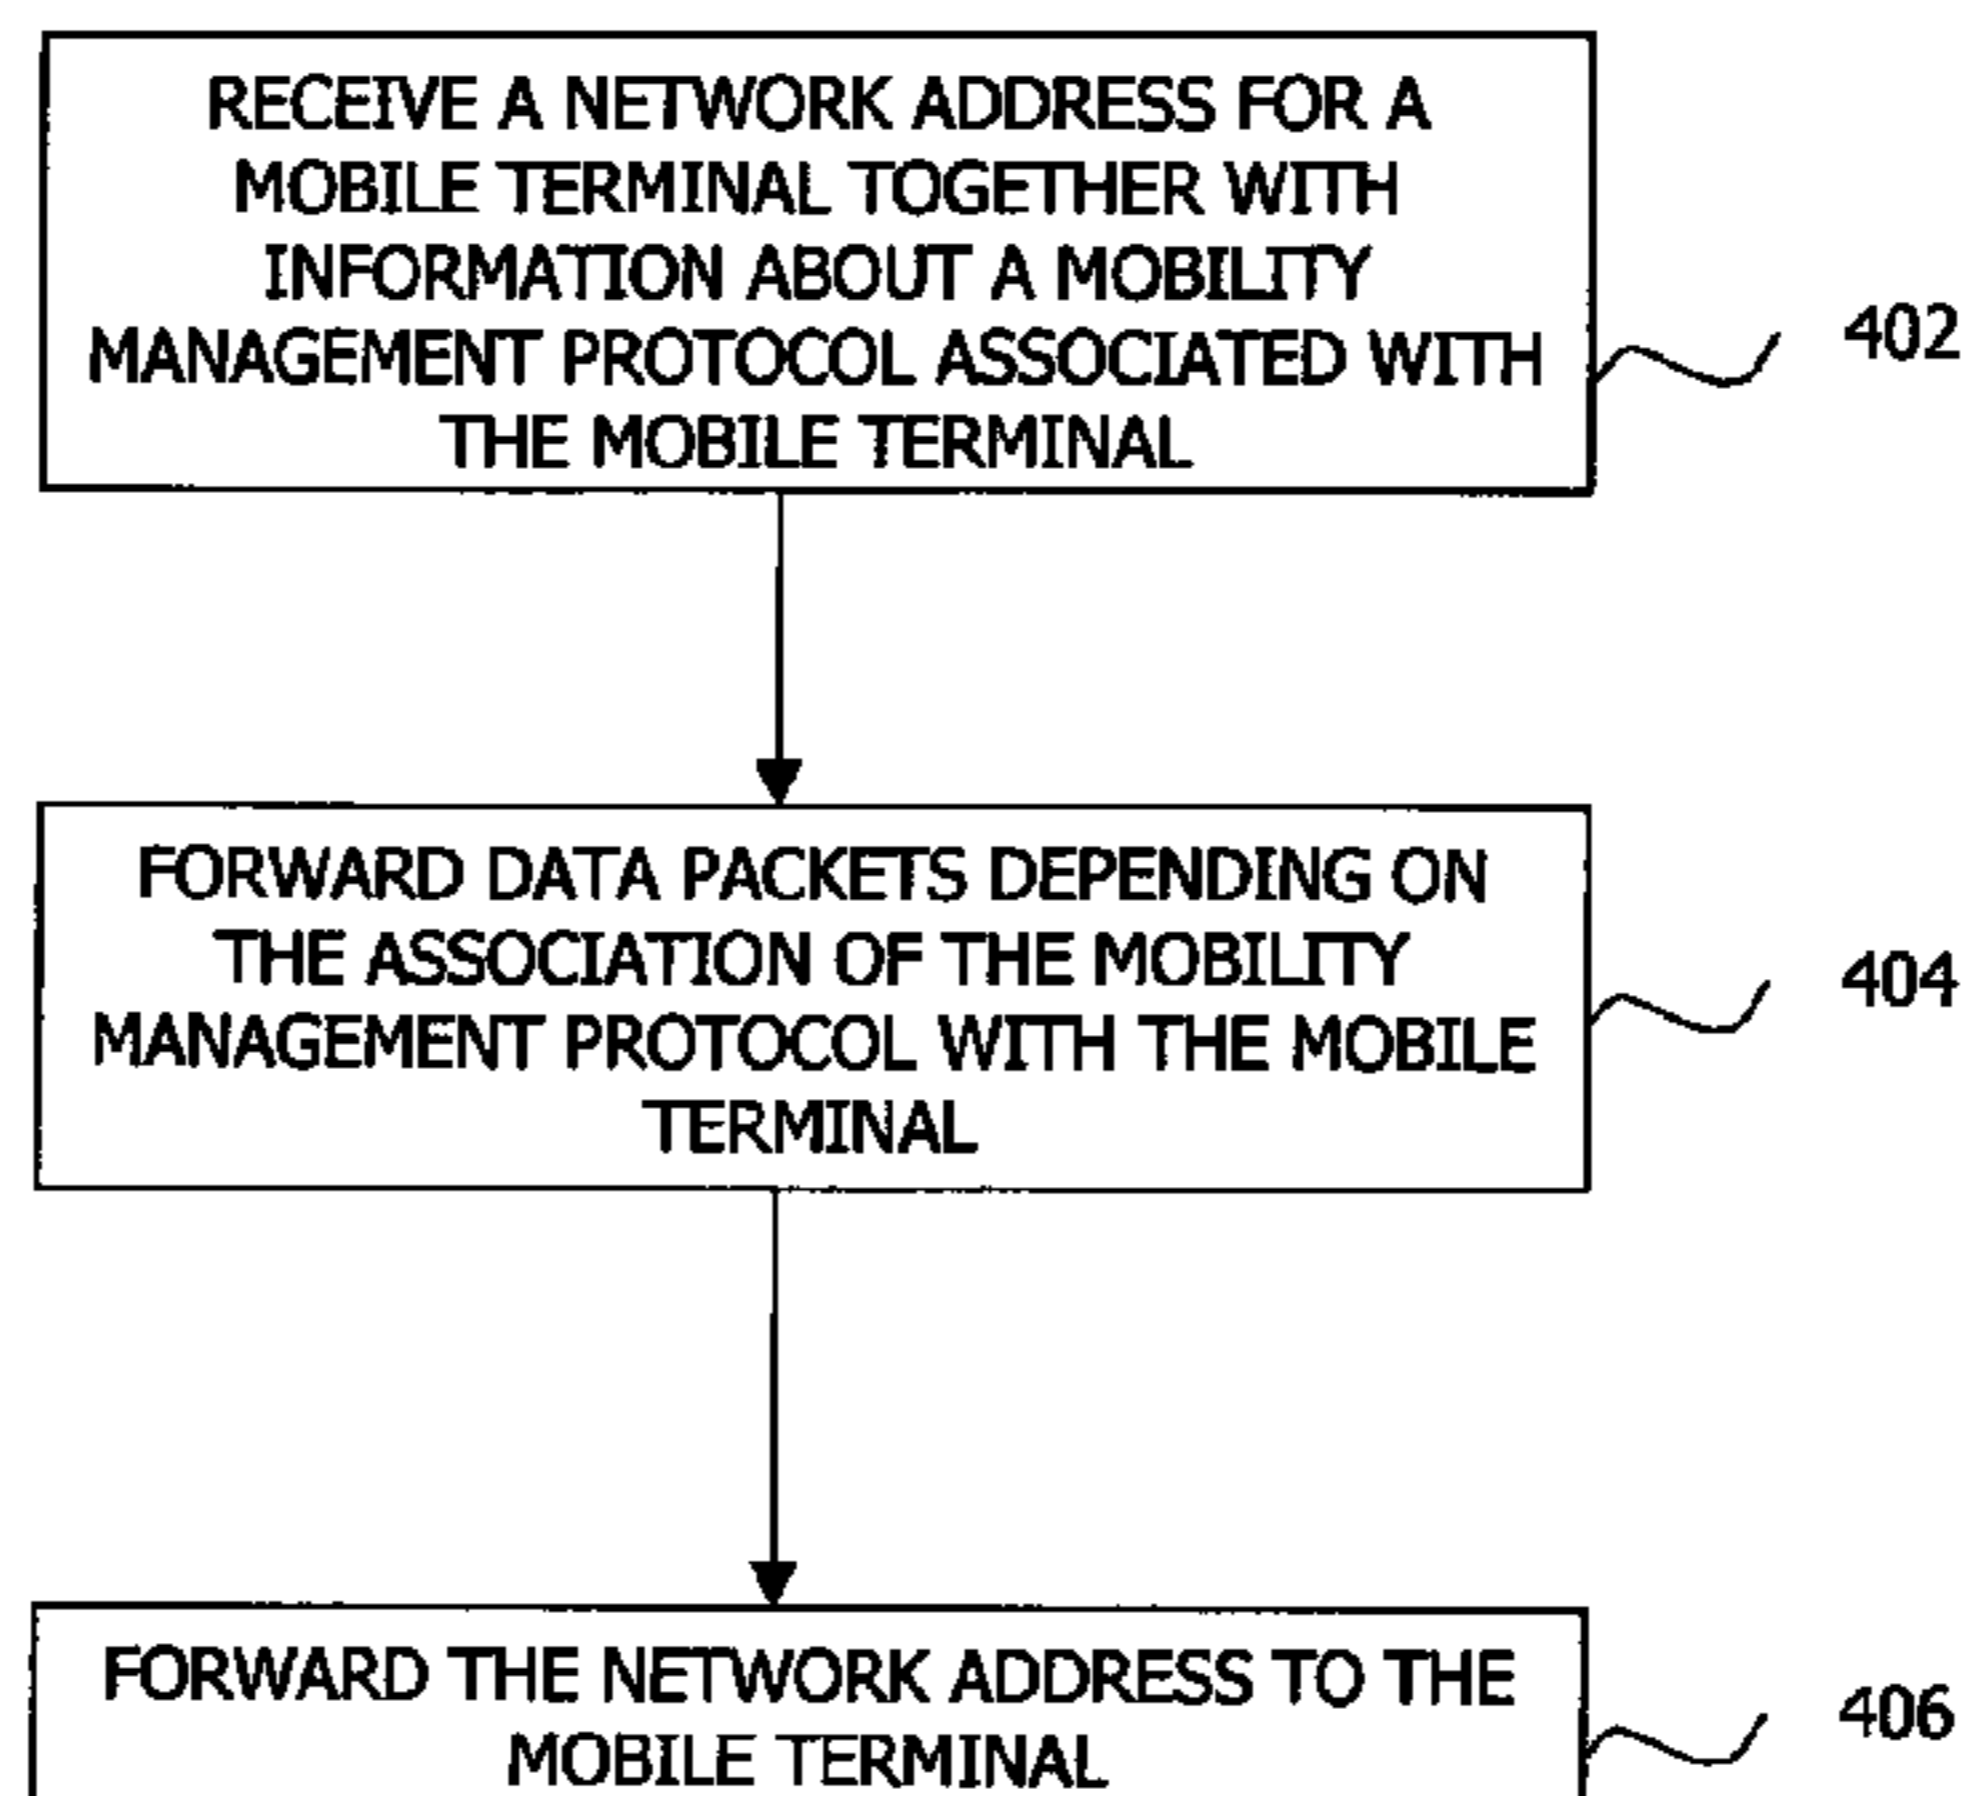 RECEIVE A NETWORK ADDRESS FOR A
MOBILE TERMINAL TOGETHER WITH
INFORMATION ABOUT A MOBILITY
MANAGEMENT PROTOCOL ASSOCIATED WITH
THE MOBILE TERMINAL
402
FORWARD DATA PACKETS DEPENDING ON
THE ASSOCIATION OF THE MOBILITY
MANAGEMENT PROTOCOL WITH THE MOBILE
TERMINAL
404
FORWARD THE NETWORK ADDRESS TO THE
MOBILE TERMINAL
406